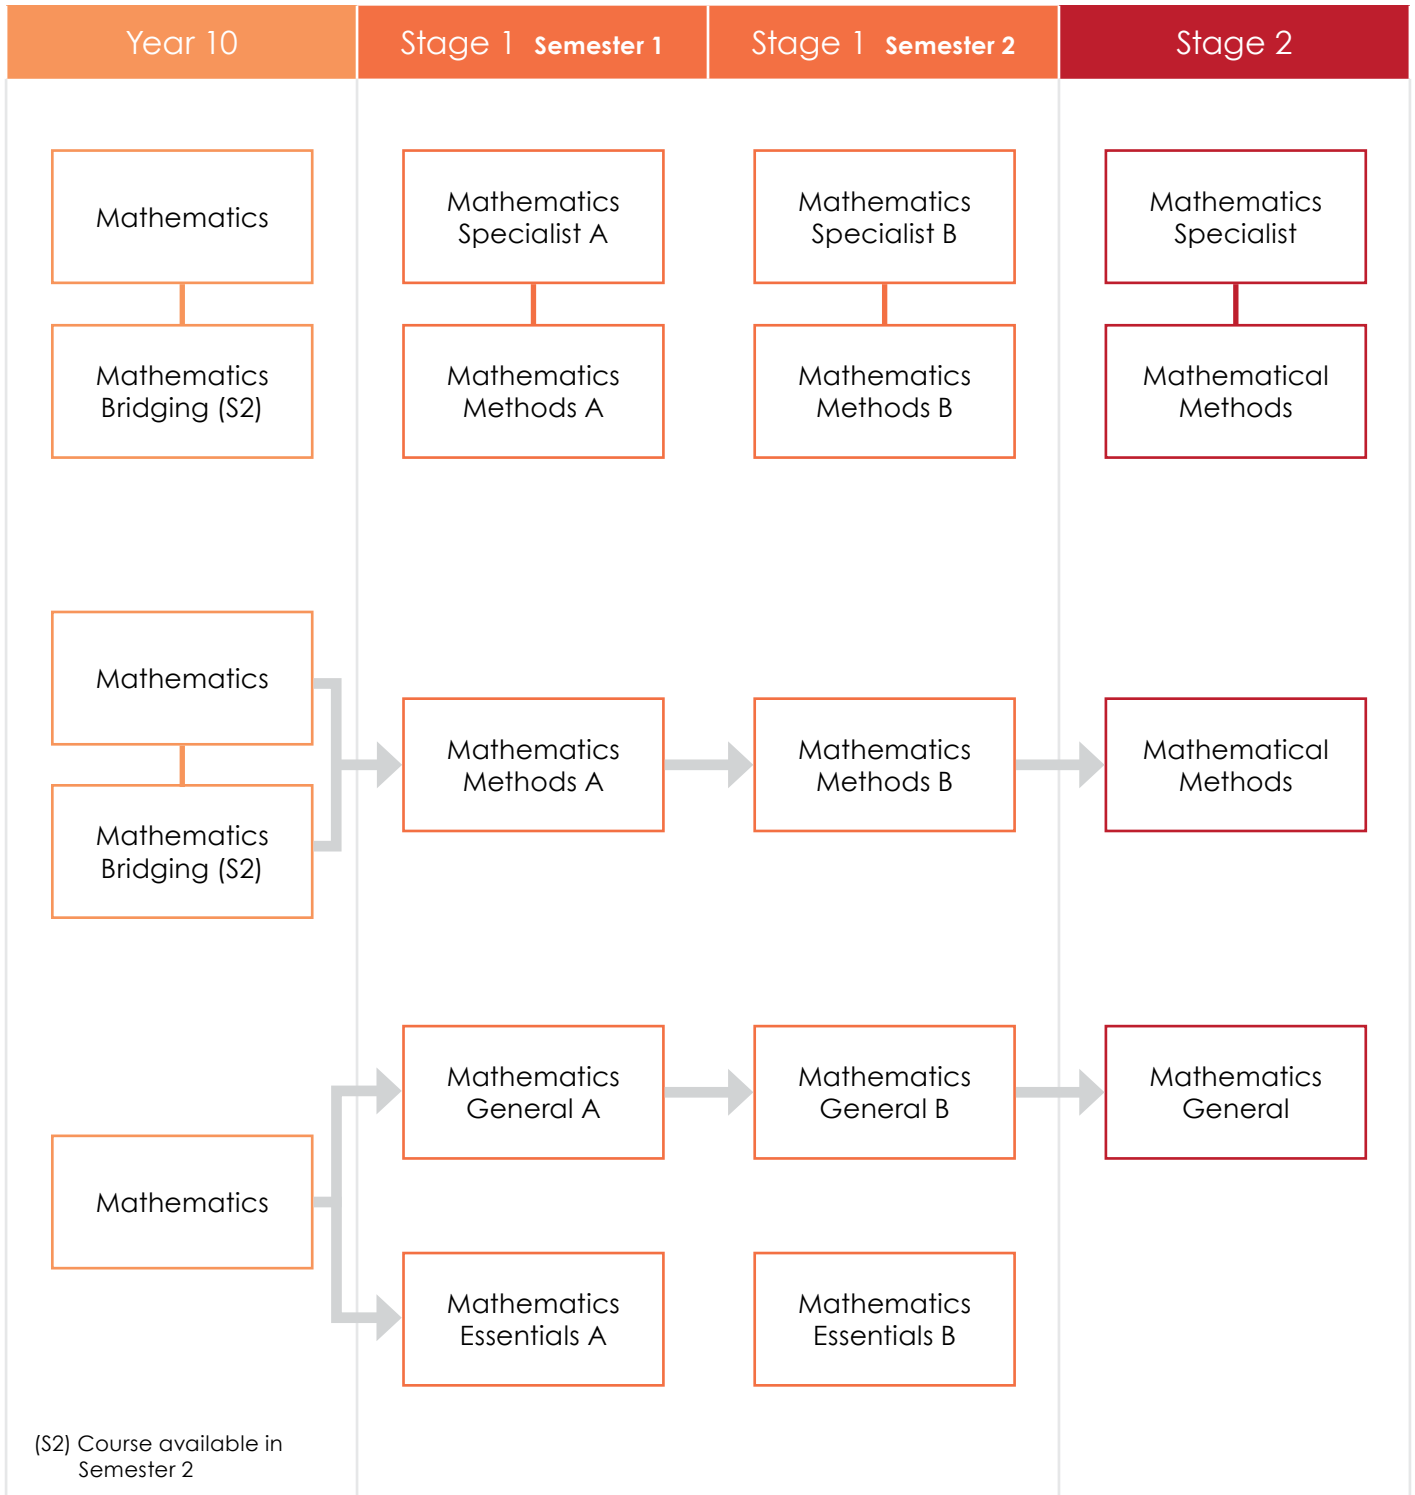 Year 10
Stage 1 Semester 1
Stage 1 Semester 2
Stage 2
Mathematics
Mathematics
Specialist A
Mathematics
Specialist B
Mathematics
Specialist
Mathematics
Bridging (S2)
Mathematics
Methods A
Mathematics
Methods B
Mathematical
Methods
Mathematics
Mathematics
Bridging (S2)
Mathematics
Methods A
Mathematics
Methods B
Mathematical
Methods
Mathematics
Mathematics
General A
Mathematics
General B
Mathematics
General
Mathematics
Essentials A
Mathematics
Essentials B
(S2) Course available in
Semester 2